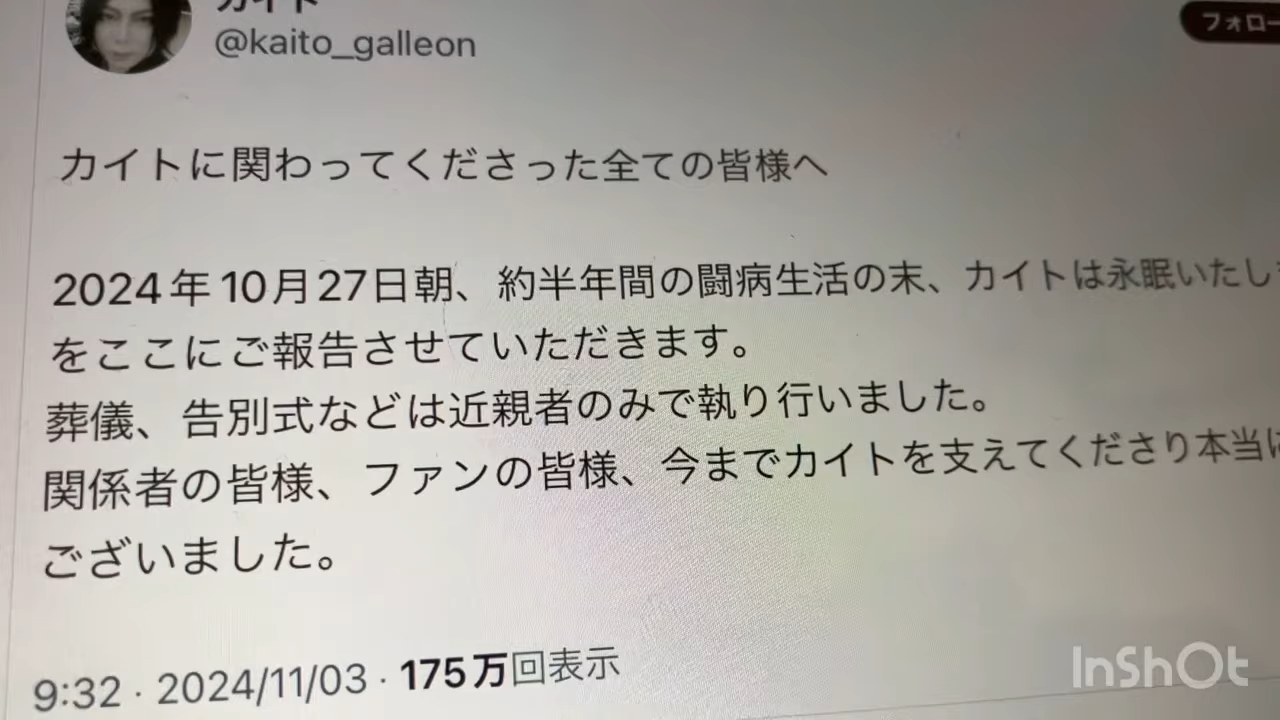 カイト
@kaito_galleon
フォロー
カイトに関わってくださった全ての皆様へ
2024年10月27日朝、約半年間の闘病生活の末、カイトは永眠いたし
をここにご報告させていただきます。
葬儀、告別式などは近親者のみで執り行いました。
関係者の皆様、ファンの皆様、今までカイトを支えてくださり本当に
ございました。
9:32 · 2024/11/03 · 175万回表示
InShOt